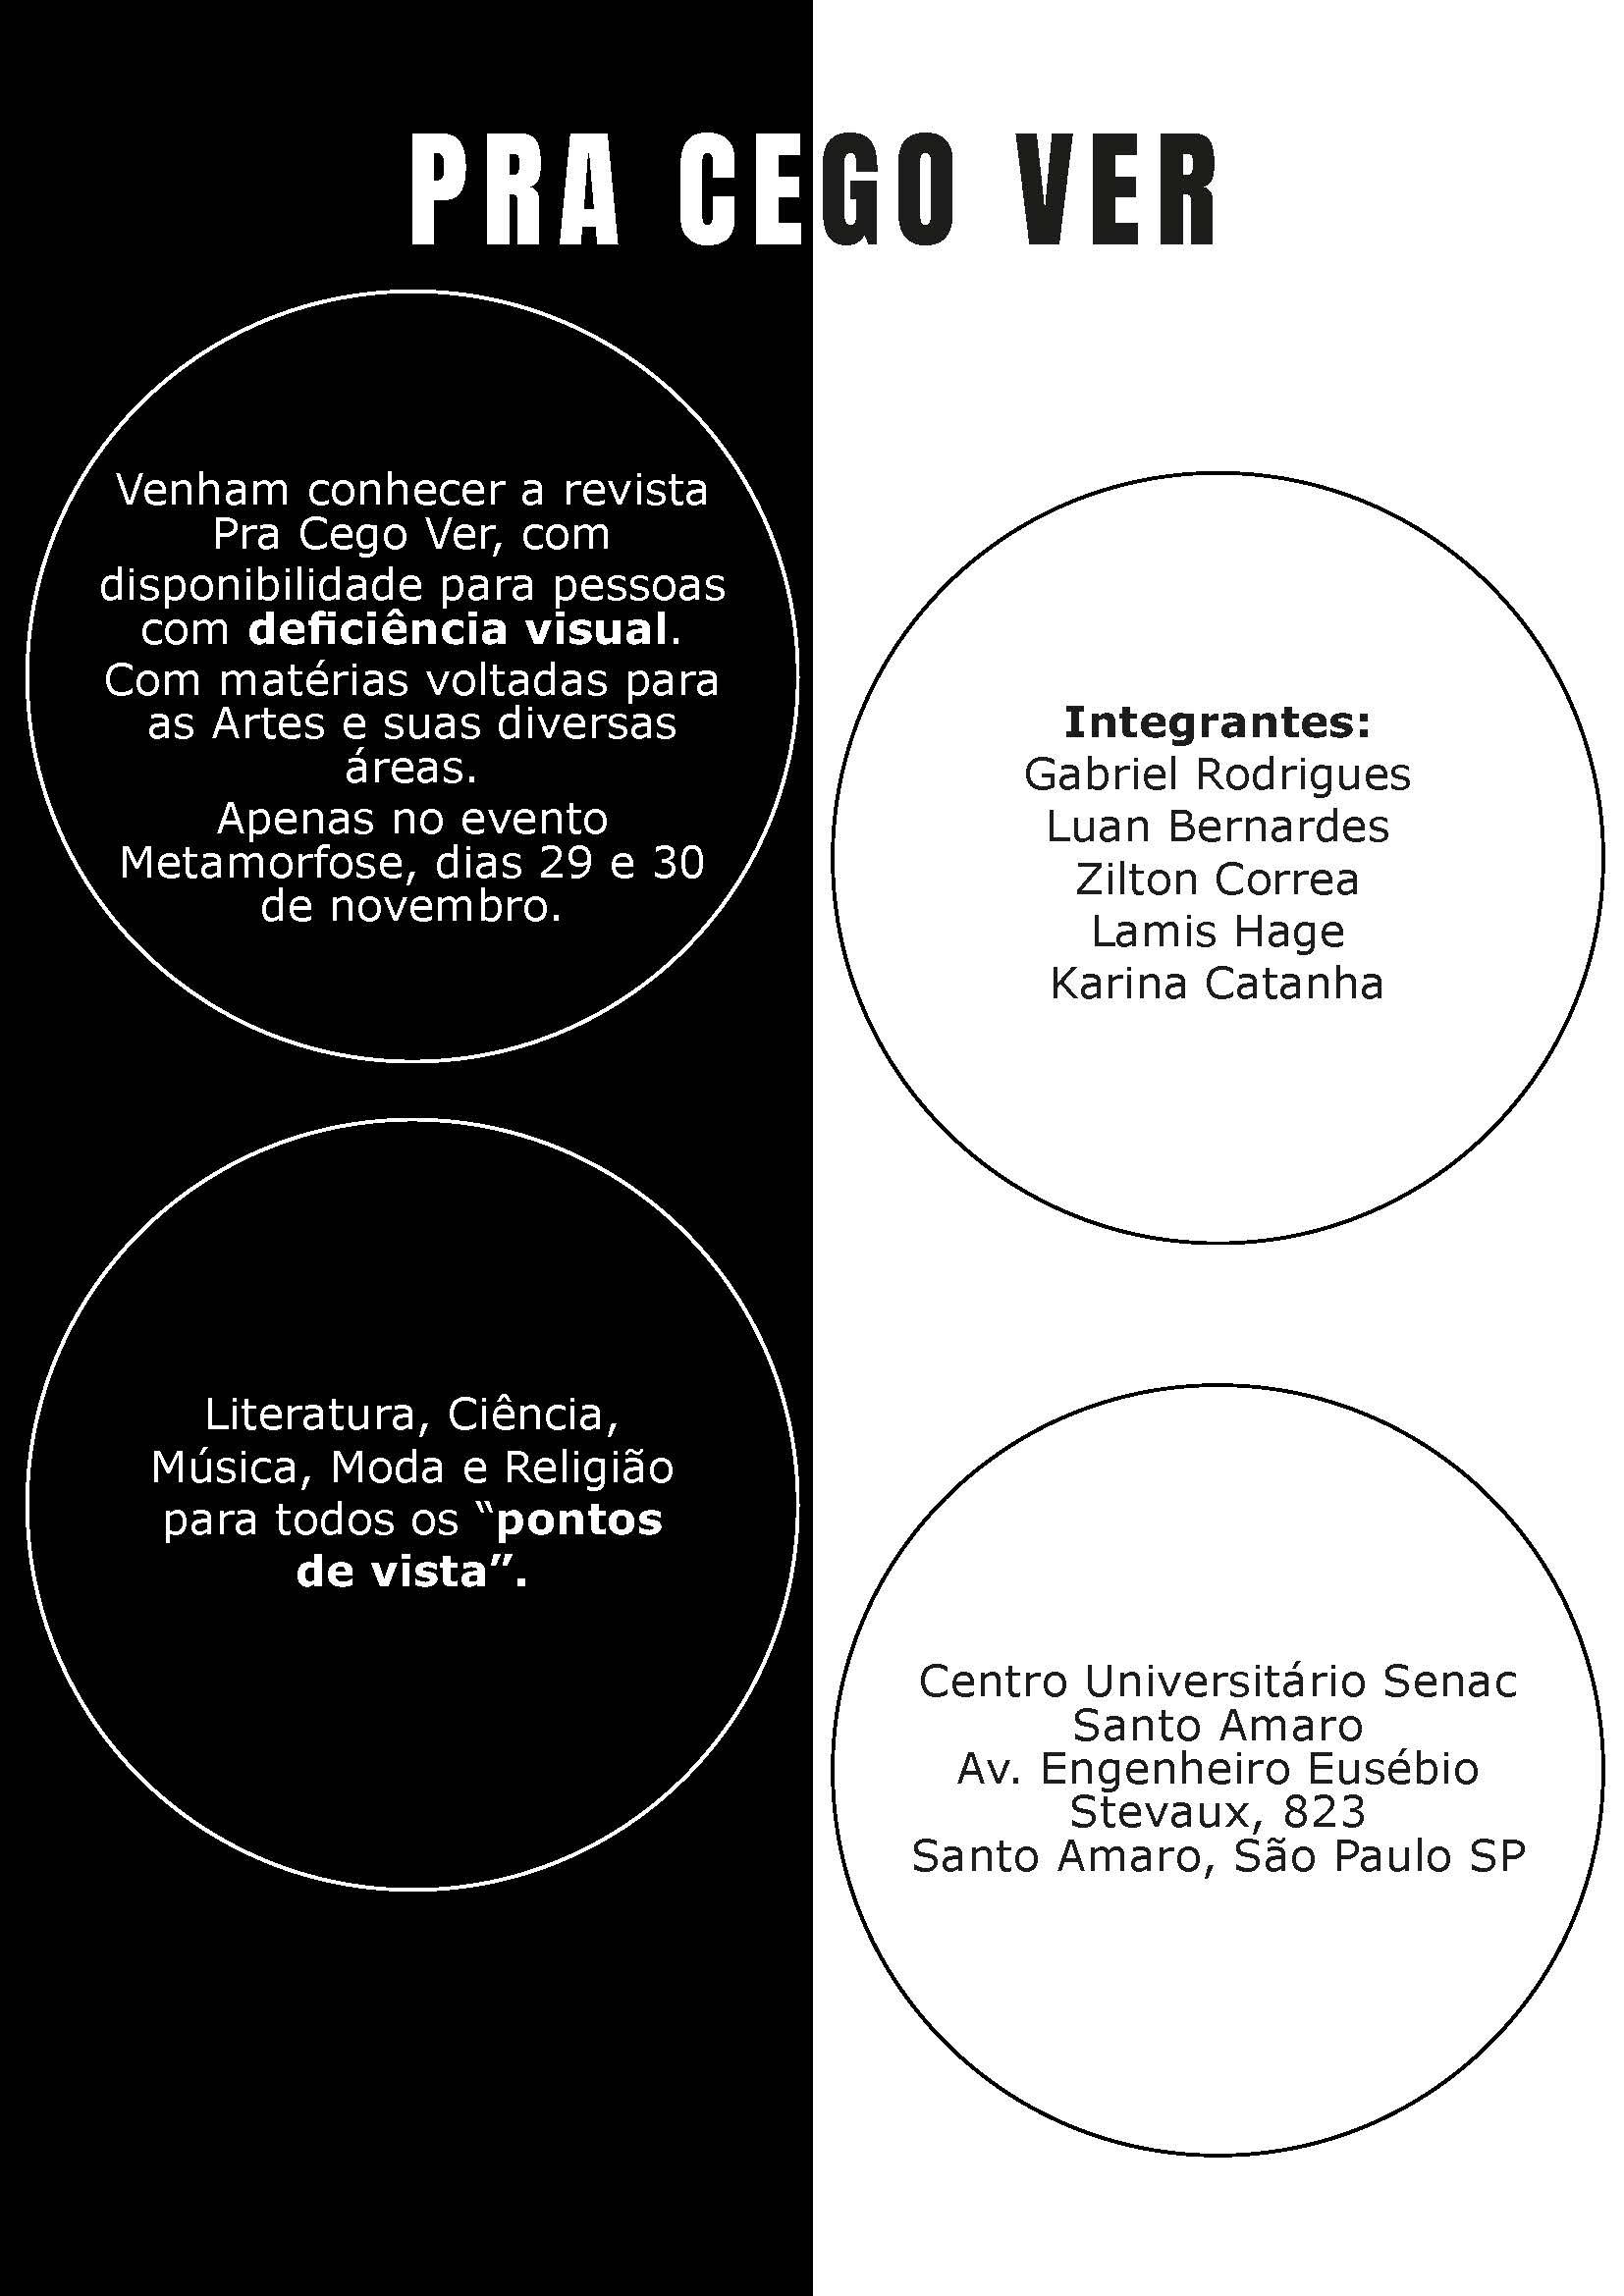 PRA CEGO VER
Venham conhecer a revista
Pra Cego Ver, com
disponibilidade para pessoas
com deficiência visual.
Com matérias voltadas para
as Artes e suas diversas
áreas.
Apenas no evento
Metamorfose, dias 29 e 30
de novembro.
Integrantes:
Gabriel Rodrigues
Luan Bernardes
Zilton Correa
Lamis Hage
Karina Catanha
Literatura, Ciência,
Música, Moda e Religião
para todos os “pontos
de vista”.
Centro Universitário Senac
Santo Amaro
Av. Engenheiro Eusébio
Stevaux, 823
Santo Amaro, São Paulo SP